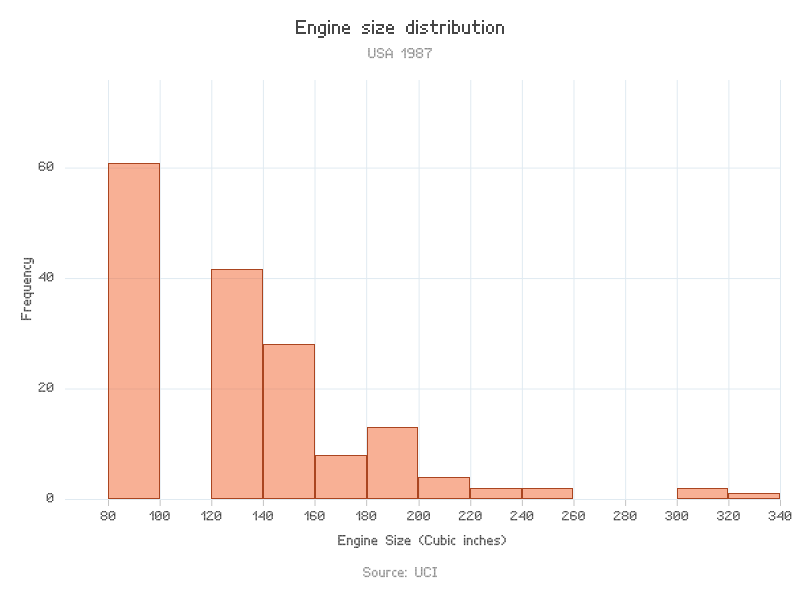 Engine size distribution
USA 1987
60
40
20
0
Frequency
80 100 120 140 160 180 200 220 240 260 280 300 320 340
Engine Size (Cubic inches)
Source: UCI